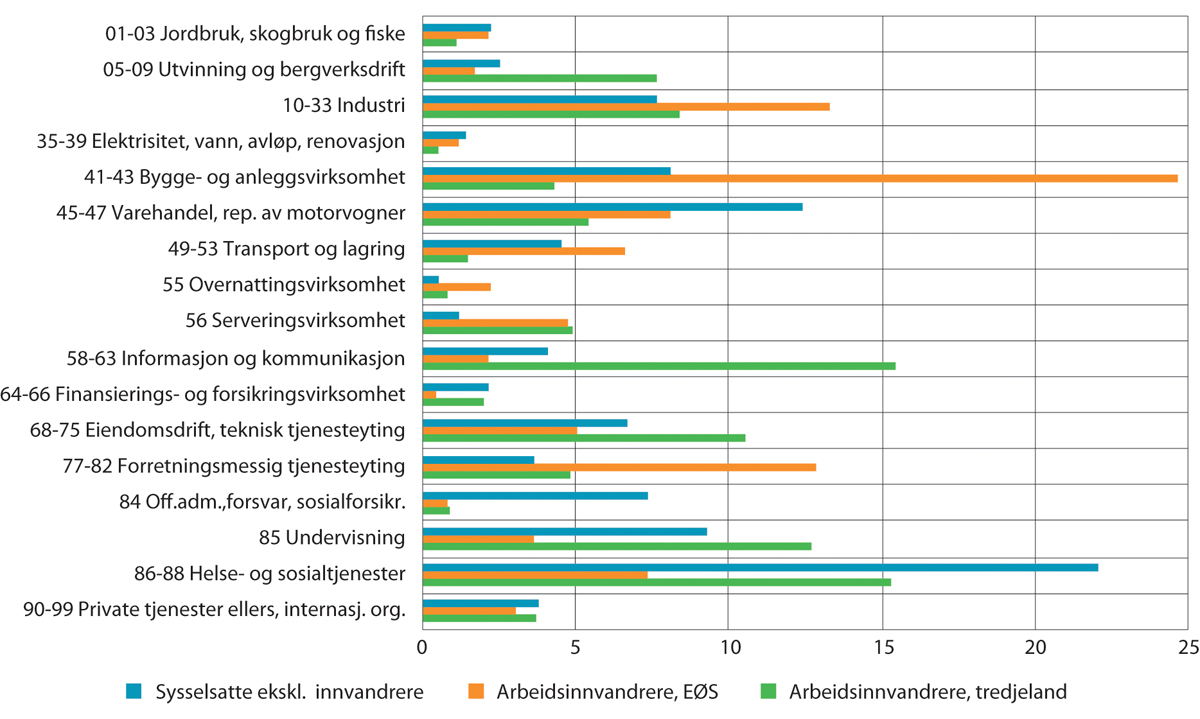 01-03 Jordbruk, skogbruk og fiske
05-09 Utvinning og bergverksdrift
10-33 Industri
35-39 Elektrisitet, vann, avløp, renovasjon
41-43 Bygge- og anleggsvirksomhet
45-47 Varehandel, rep. av motorvogner
49-53 Transport og lagring
55 Overnattingsvirksomhet
56 Serveringsvirksomhet
58-63 Informasjon og kommunikasjon
64-66 Finansierings- og forsikringsvirksomhet
68-75 Eiendomsdrift, teknisk tjenesteyting
77-82 Forretningsmessig tjenesteyting
84 Off.adm.,forsvar, sosialforsikr.
85 Undervisning
86-88 Helse- og sosialtjenester
90-99 Private tjenester ellers, internasj. org.
0 5 10 15 20 25
Sysselsatte ekskl. innvandrere Arbeidsinnvandrere, EØS Arbeidsinnvandrere, tredjeland